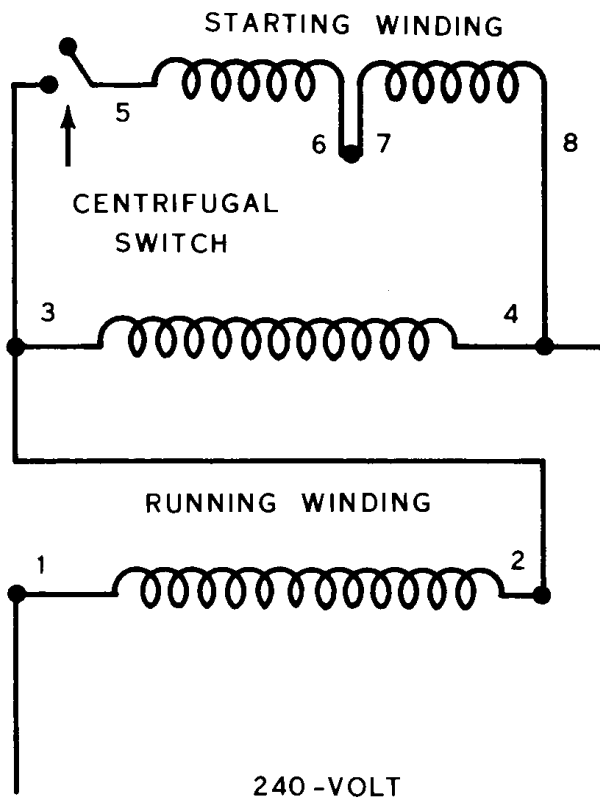 STARTING WINDING
5
6 7
8
CENTRIFUGAL
SWITCH
3
4
RUNNING WINDING
1
2
240-VOLT